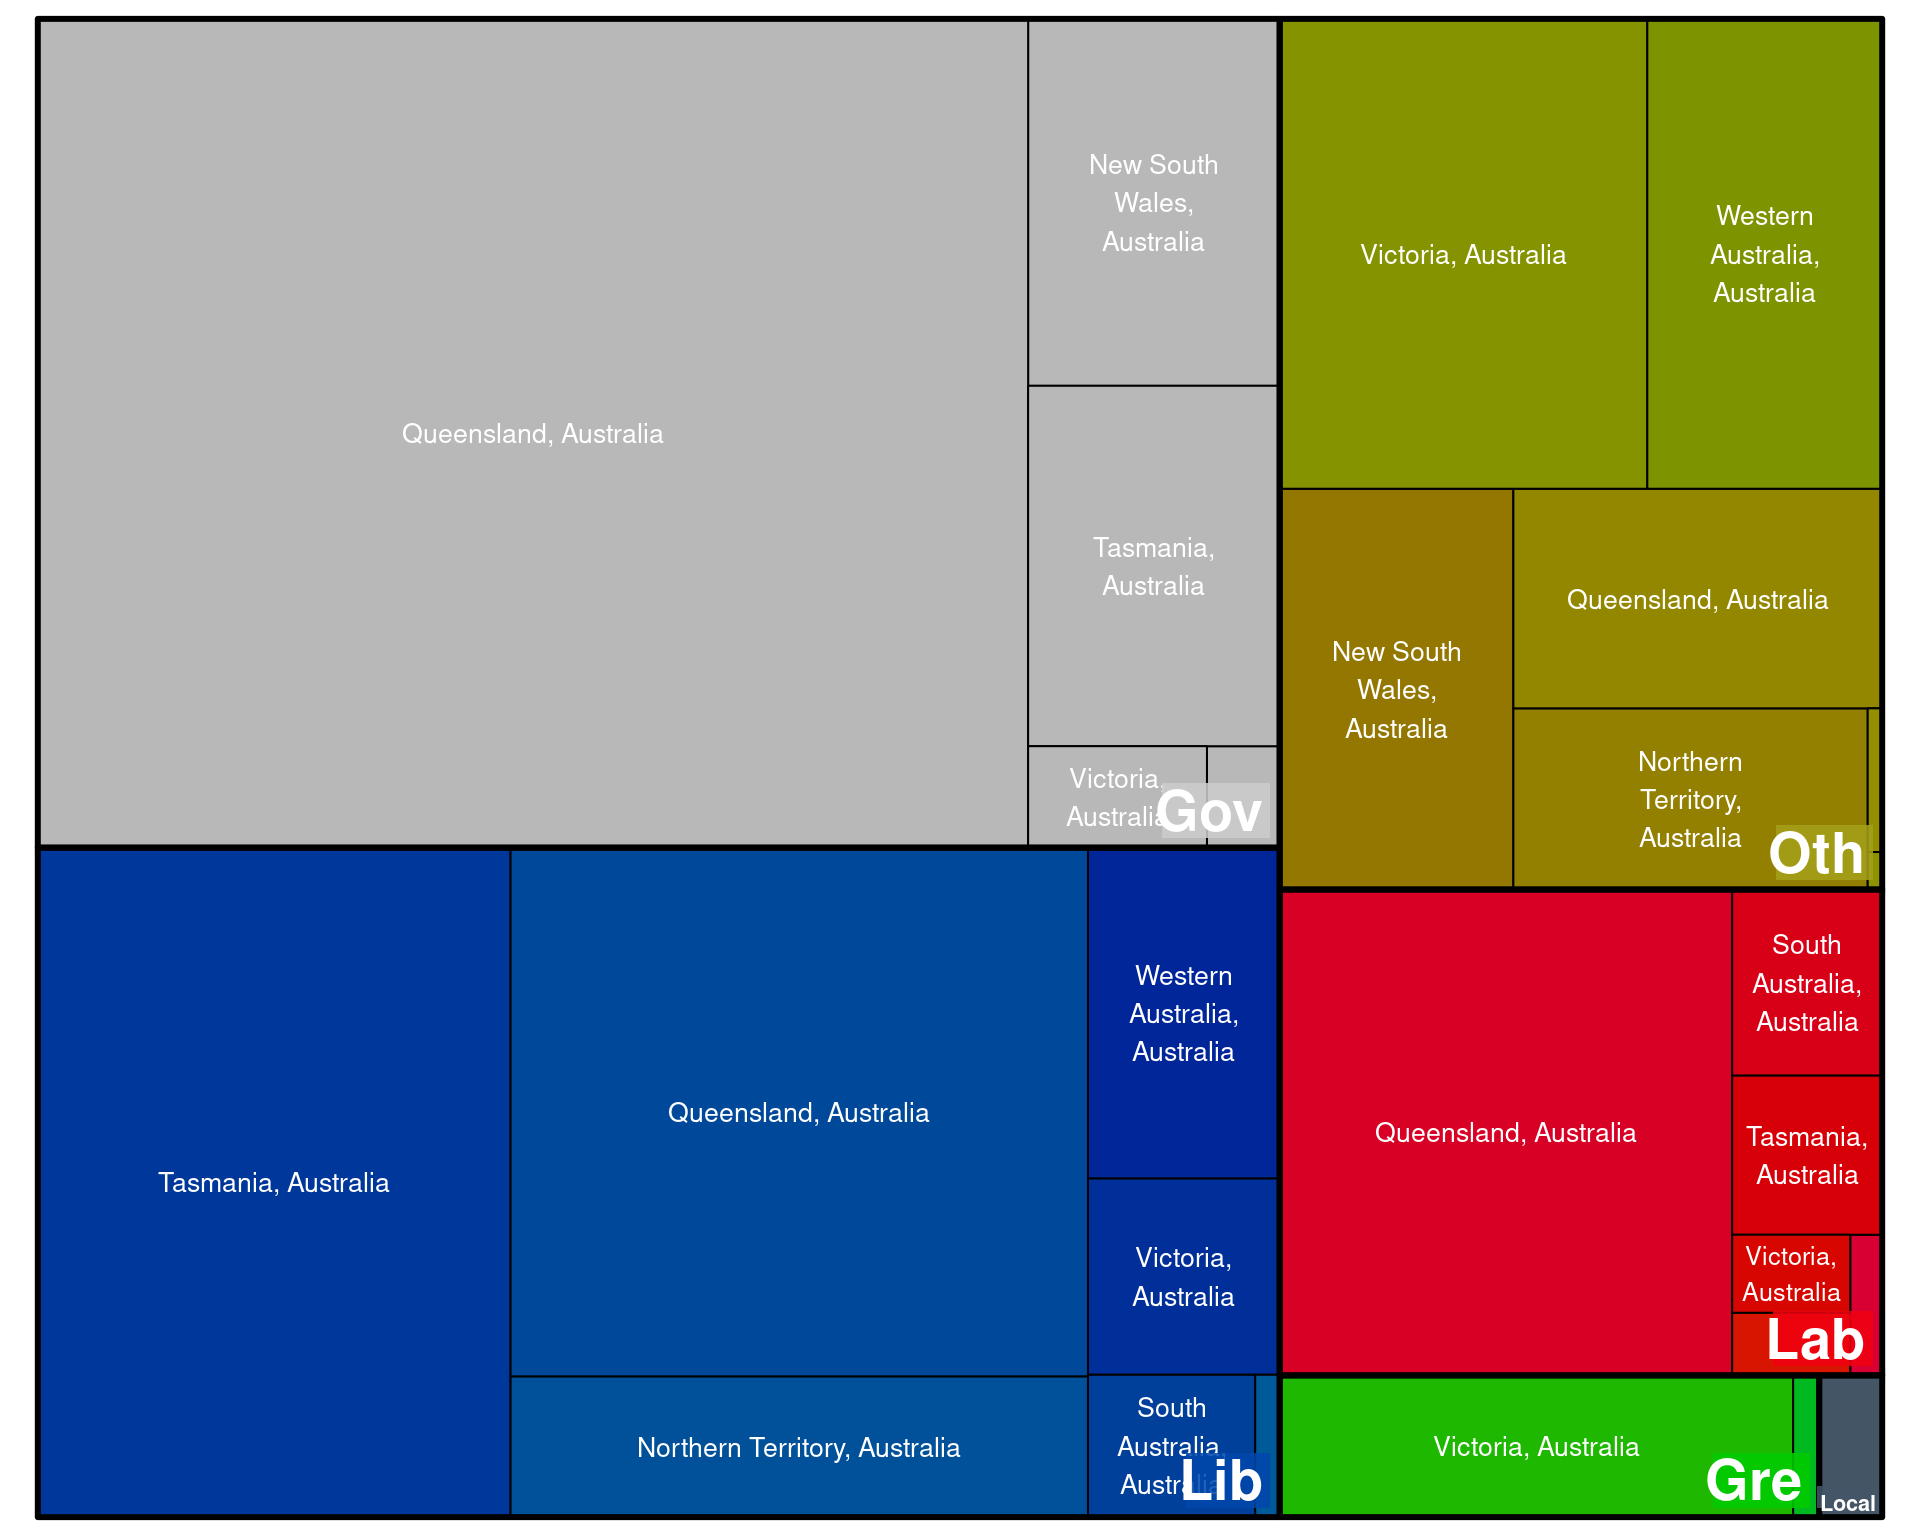 Queensland, Australia
New South
Wales,
Australia
Tasmania,
Australia
Victoria,
Australia
Gov
Victoria, Australia
Western
Australia,
Australia
New South
Wales,
Australia
Queensland, Australia
Northern
Territory,
Australia
Oth
Tasmania, Australia
Queensland, Australia
Northern Territory, Australia
Western
Australia,
Australia
Victoria,
Australia
South
Australia,
Australia
Lib
Queensland, Australia
South
Australia,
Australia
Tasmania,
Australia
Victoria,
Australia
Lab
Victoria, Australia
Gre
Local